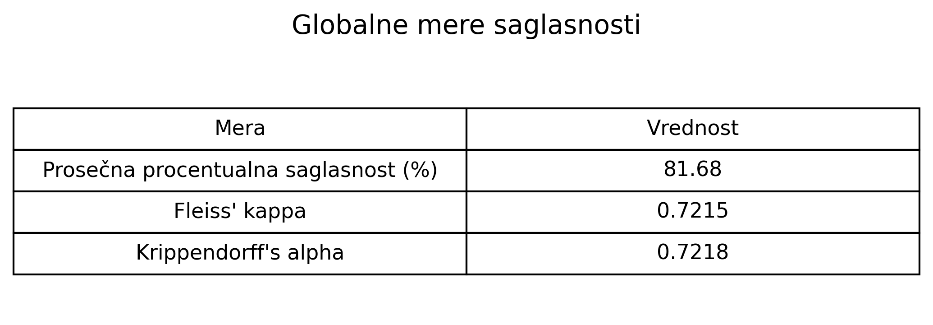 Globalne mere saglasnosti
Mera Vrednost
Prosečna procentualna saglasnost (%) 81.68
Fleiss' kappa 0.7215
Krippendorff's alpha 0.7218